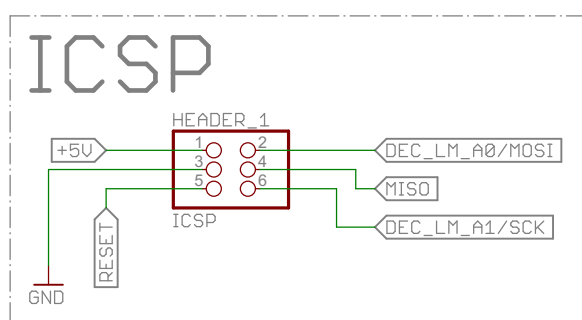 ICSP
HEADER_1
+5V
1
2
DEC_LM_A0/MOSI
3
4
MISO
5
6
DEC_LM_A1/SCK
ICSP
RESET
GND